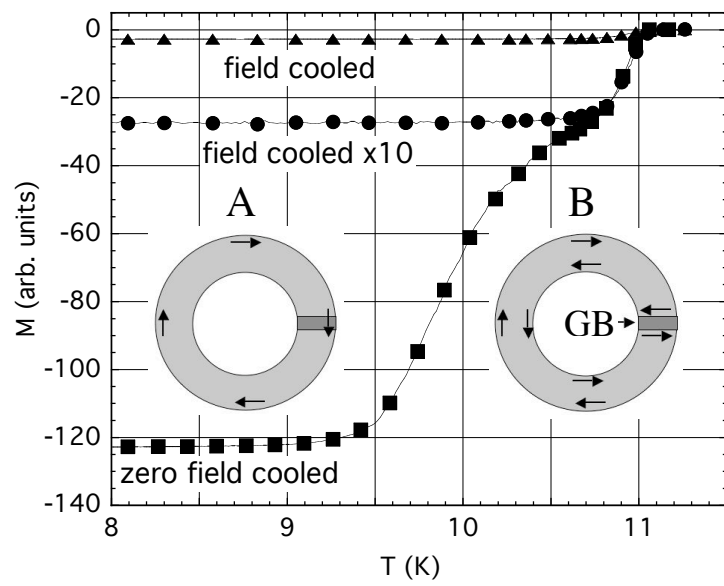 0
-20
-40
-60
-80
-100
-120
-140
M (arb. units)
field cooled
field cooled x10
A
B
GB
zero field cooled
8
9
10
11
T (K)